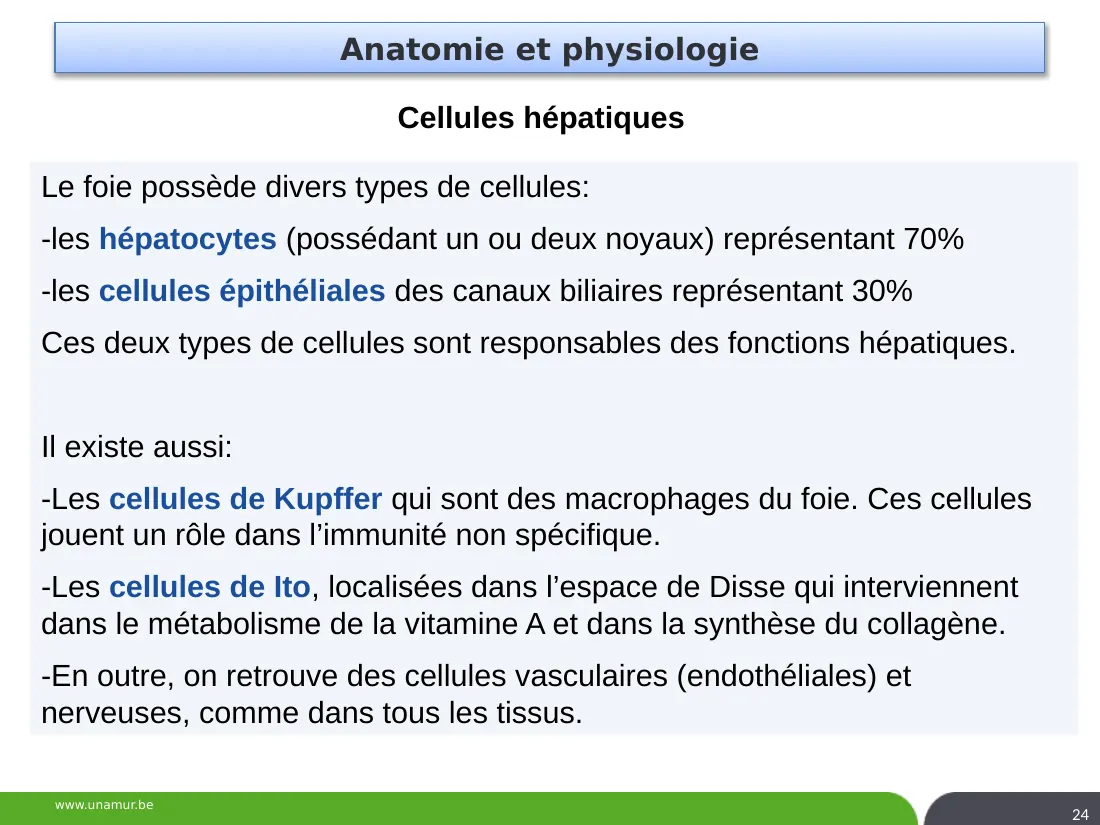 Anatomie et physiologie
Cellules hépatiques
Le foie possède divers types de cellules:
-les hépatocytes (possédant un ou deux noyaux) représentant 70%
-les cellules épithéliales des canaux biliaires représentant 30%
Ces deux types de cellules sont responsables des fonctions hépatiques.
Il existe aussi:
-Les cellules de Kupffer qui sont des macrophages du foie. Ces cellules
jouent un rôle dans l’immunité non spécifique.
-Les cellules de Ito, localisées dans l’espace de Disse qui interviennent
dans le métabolisme de la vitamine A et dans la synthèse du collagène.
-En outre, on retrouve des cellules vasculaires (endothéliales) et
nerveuses, comme dans tous les tissus.
www.unamur.be
24